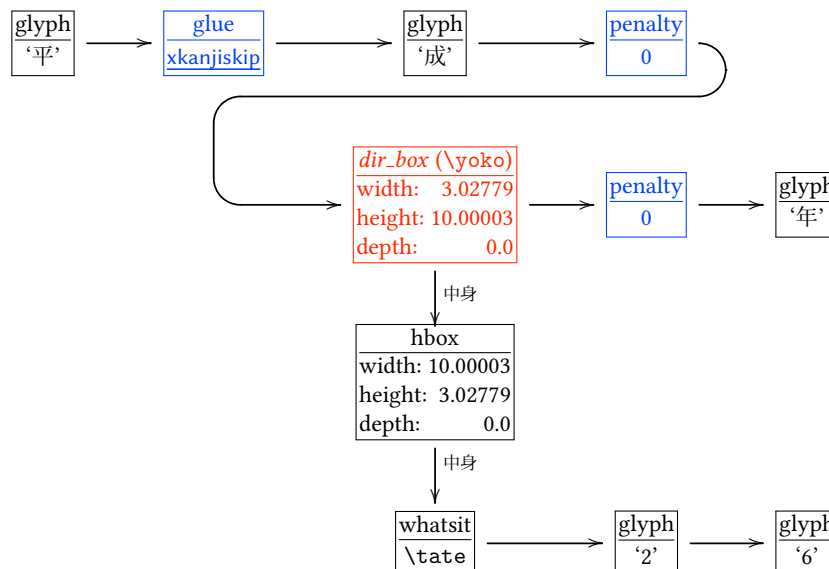 glyph
‘平’
glue
xkanjiskip
glyph
‘成’
penalty
0
dir_box (\yoko)
width: 3.02779
height: 10.00003
depth: 0.0
penalty
0
glyph
‘年’
中身
hbox
width: 10.00003
height: 3.02779
depth: 0.0
中身
whatsit
\tate
glyph
‘2’
glyph
‘6’